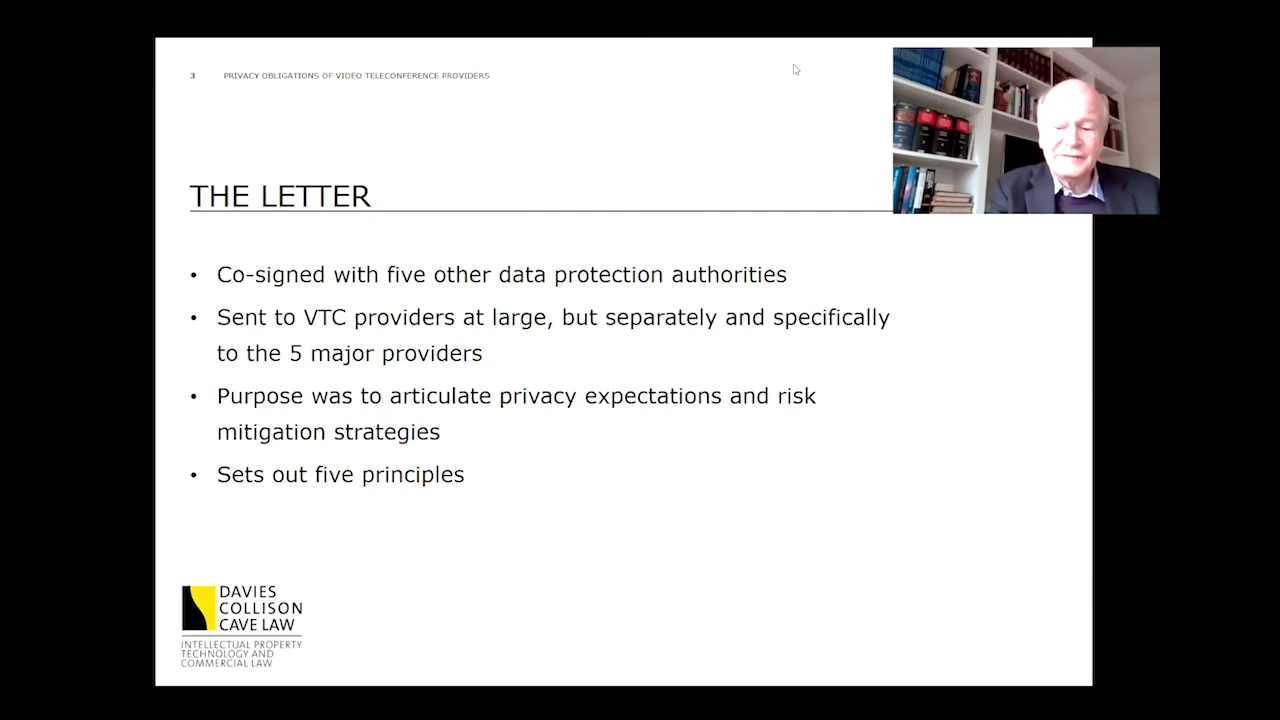 3 PRIVACY OBLIGATIONS OF VIDEO TELECONFERENCE PROVIDERS
THE LETTER
• Co-signed with five other data protection authorities
• Sent to VTC providers at large, but separately and specifically
to the 5 major providers
• Purpose was to articulate privacy expectations and risk
mitigation strategies
• Sets out five principles
DAVIES
COLLISON
CAVE LAW
INTELLECTUAL PROPERTY
TECHNOLOGY AND
COMMERCIAL LAW